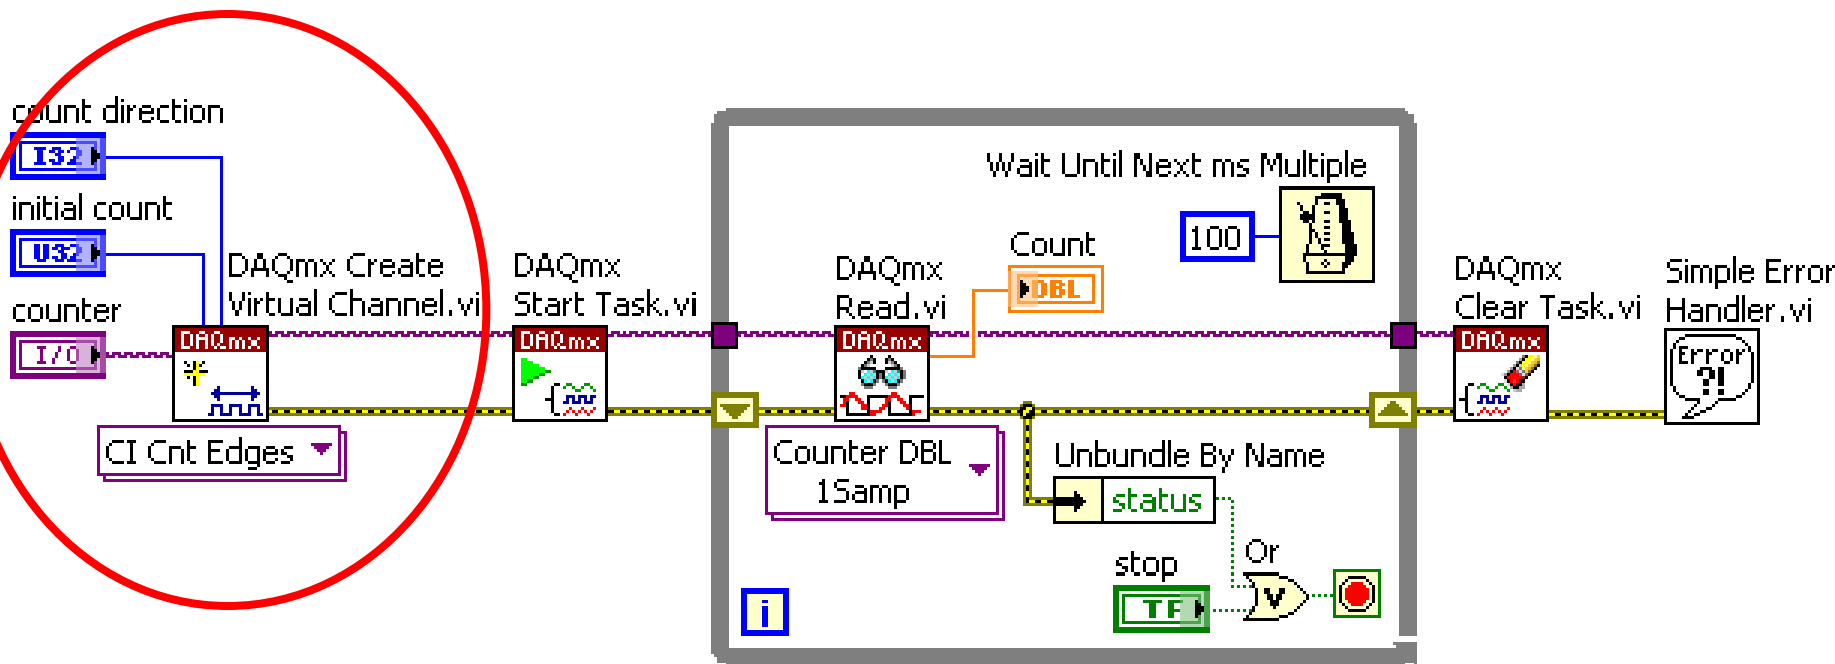 count direction
I32
initial count
U32
counter
I/O
DAQmx Create
Virtual Channel.vi
DAQmx
CI Cnt Edges
DAQmx
Start Task.vi
DAQmx
DAQmx
Read.vi
DAQmx
Counter DBL
1Samp
Count
DBL
Wait Until Next ms Multiple
100
Unbundle By Name
status
stop
TF
Or
V
i
DAQmx
Clear Task.vi
DAQmx
Simple Error
Handler.vi
Error
?!